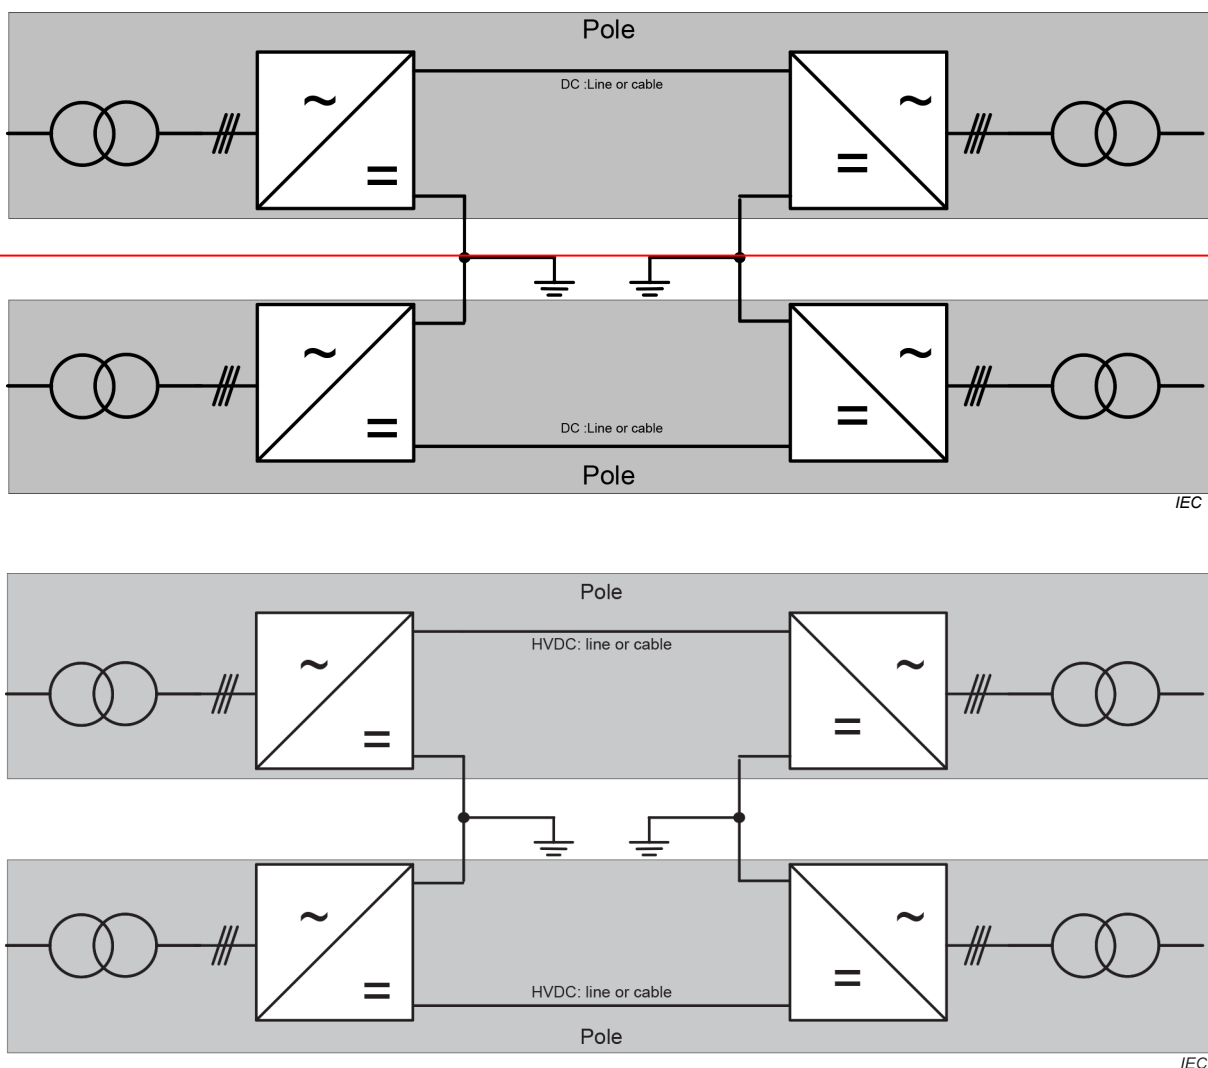 Pole
~
~
DC :Line or cable
=
=
~
~
=
=
DC :Line or cable
Pole
IEC
Pole
HVDC: line or cable
~
~
=
=
~
~
=
=
HVDC: line or cable
Pole
IEC